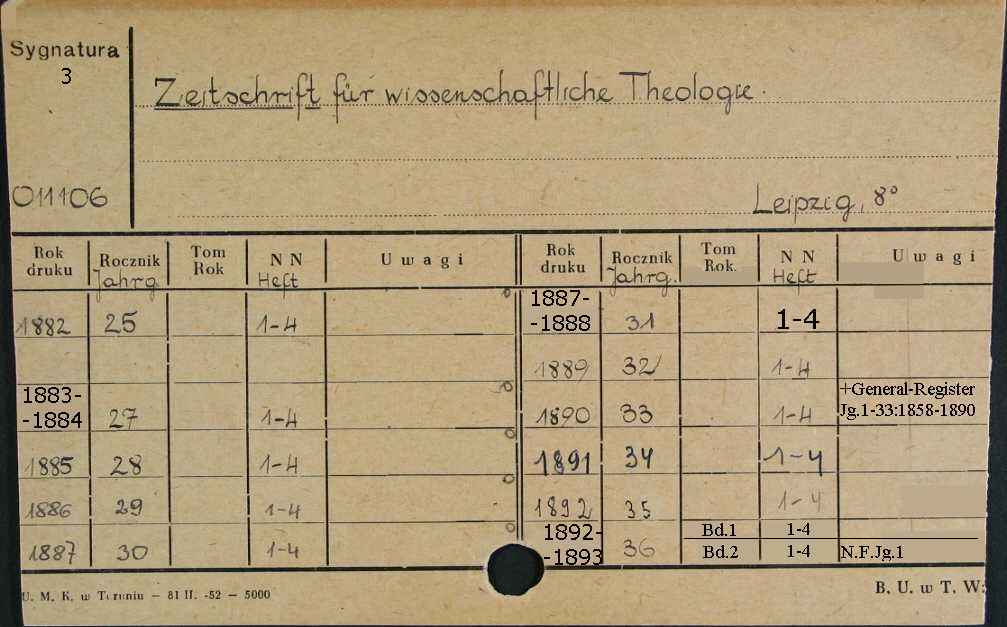 Sygnatura
3
Zeitschrift für wissenschaftliche Theologie.
011106
Leipzig, 8°
Rok druku Rocznik Jahrg. Tom Rok N N Heft Uwagi Rok druku Rocznik Jahrg. Tom Rok. N N Heft Uwagi
1882 25 1-4 1887--1888 31 1-4
1889 32 1-4
1883--1884 27 1-4 1890 33 1-4 +General-Register Jg.1-33:1858-1890
1885 28 1-4 1891 34 1-4
1886 29 1-4 1892 35 1-4
1887 30 1-4 1892--1893 36 Bd.1 1-4
Bd.2 1-4 N.F.Jg.1
U. M. K. w Toruniu — 81 II. -52 — 5000
B. U. w T. W: